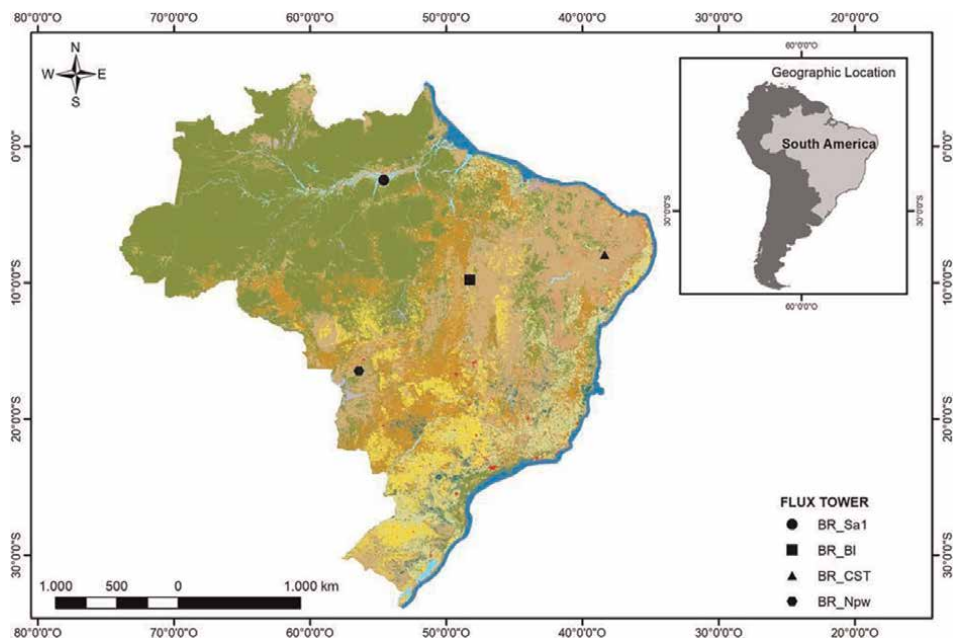 80°0'0"O 70°0'0"O 60°0'0"O 50°0'0"O 40°0'0"O 30°0'0"O 20°0'0"O
N
W E
S
60°0'0"O
Geographic Location
South America
0°0'0"
0°0'0"
30°0'0"S
30°0'0"S
60°0'0"O
10°0'0"S
10°0'0"S
20°0'0"S
20°0'0"S
FLUX TOWER
BR_Sa1
BR_BI
BR_CST
BR_Npw
30°0'0"S
30°0'0"S
1.000 500 0 1.000 km
80°0'0"O 70°0'0"O 60°0'0"O 50°0'0"O 40°0'0"O 30°0'0"O 20°0'0"O